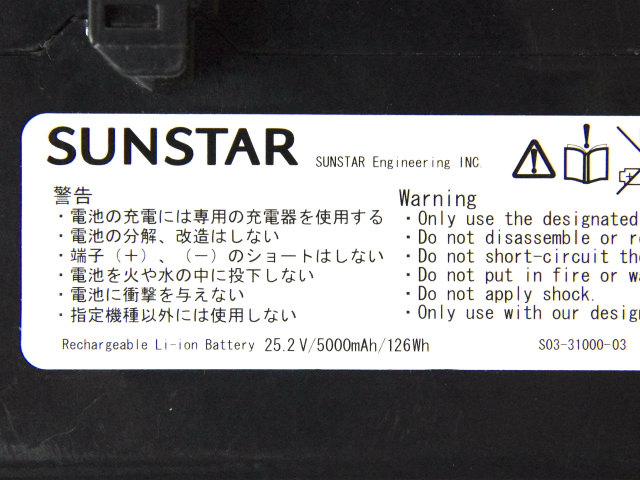 SUNSTAR
SUNSTAR Engineering INC.
警告
・電池の充電には専用の充電器を使用する
・電池の分解、改造はしない
・端子（＋）、（－）のショートはしない
・電池を火や水の中に投下しない
・電池に衝撃を与えない
・指定機種以外には使用しない
Warning
・Only use the designated
・Do not disassemble or
・Do not short-circuit
・Do not put in fire or
・Do not apply shock.
・Only use with our
Rechargeable Li-ion Battery 25.2V/5000mAh/126Wh
S03-31000-03